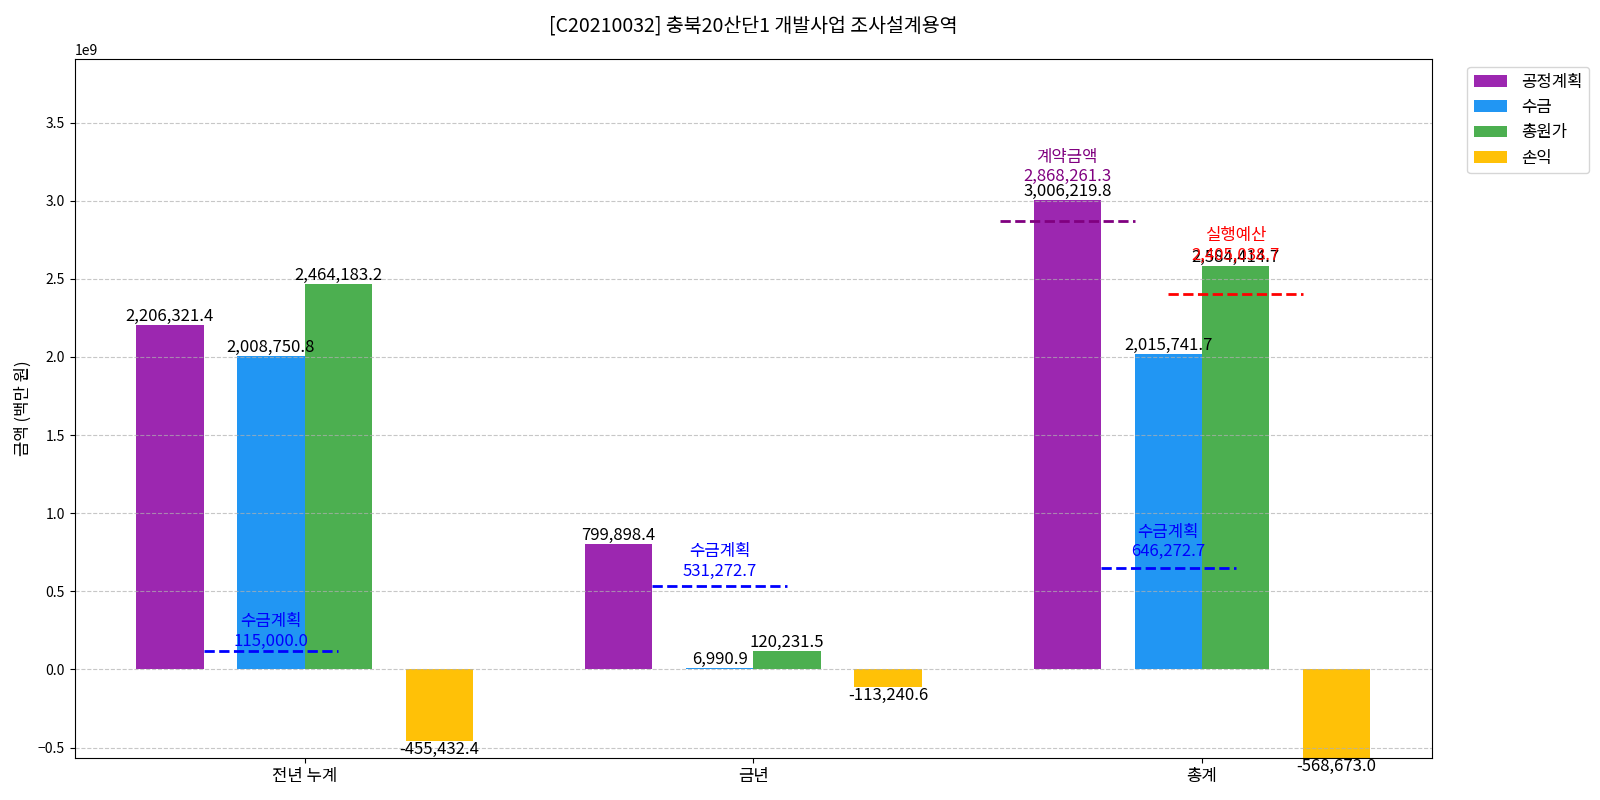 [C20210032] 충북20산단1 개발사업 조사설계용역
1e9
금액 (백만 원)
3.5
3.0
2.5
2.0
1.5
1.0
0.5
0.0
−0.5
2,206,321.4
2,008,750.8
2,464,183.2
수금계획
115,000.0
-455,432.4
799,898.4
수금계획
531,272.7
6,990.9
120,231.5
-113,240.6
계약금액
2,868,261.3
3,006,219.8
실행예산
2,584,414.7
2,015,741.7
수금계획
646,272.7
-568,673.0
전년 누계
금년
총계
공정계획
수금
총원가
손익